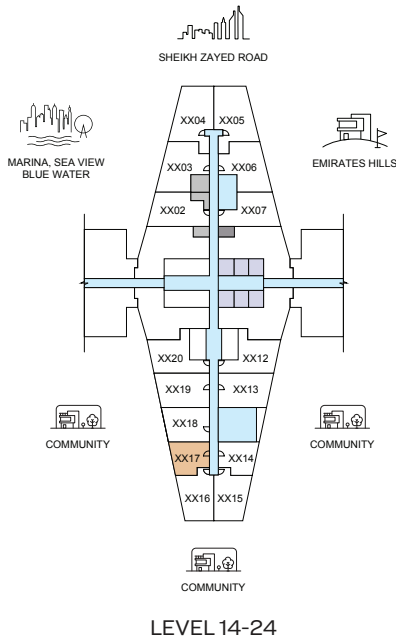 SHEIKH ZAYED ROAD
XX04 XX05
MARINA, SEA VIEW
BLUE WATER
XX03 XX06
EMIRATES HILLS
XX02 XX07
XX20 XX12
XX19 XX13
XX18
COMMUNITY
COMMUNITY
XX17 XX14
XX16 XX15
COMMUNITY
LEVEL 14-24